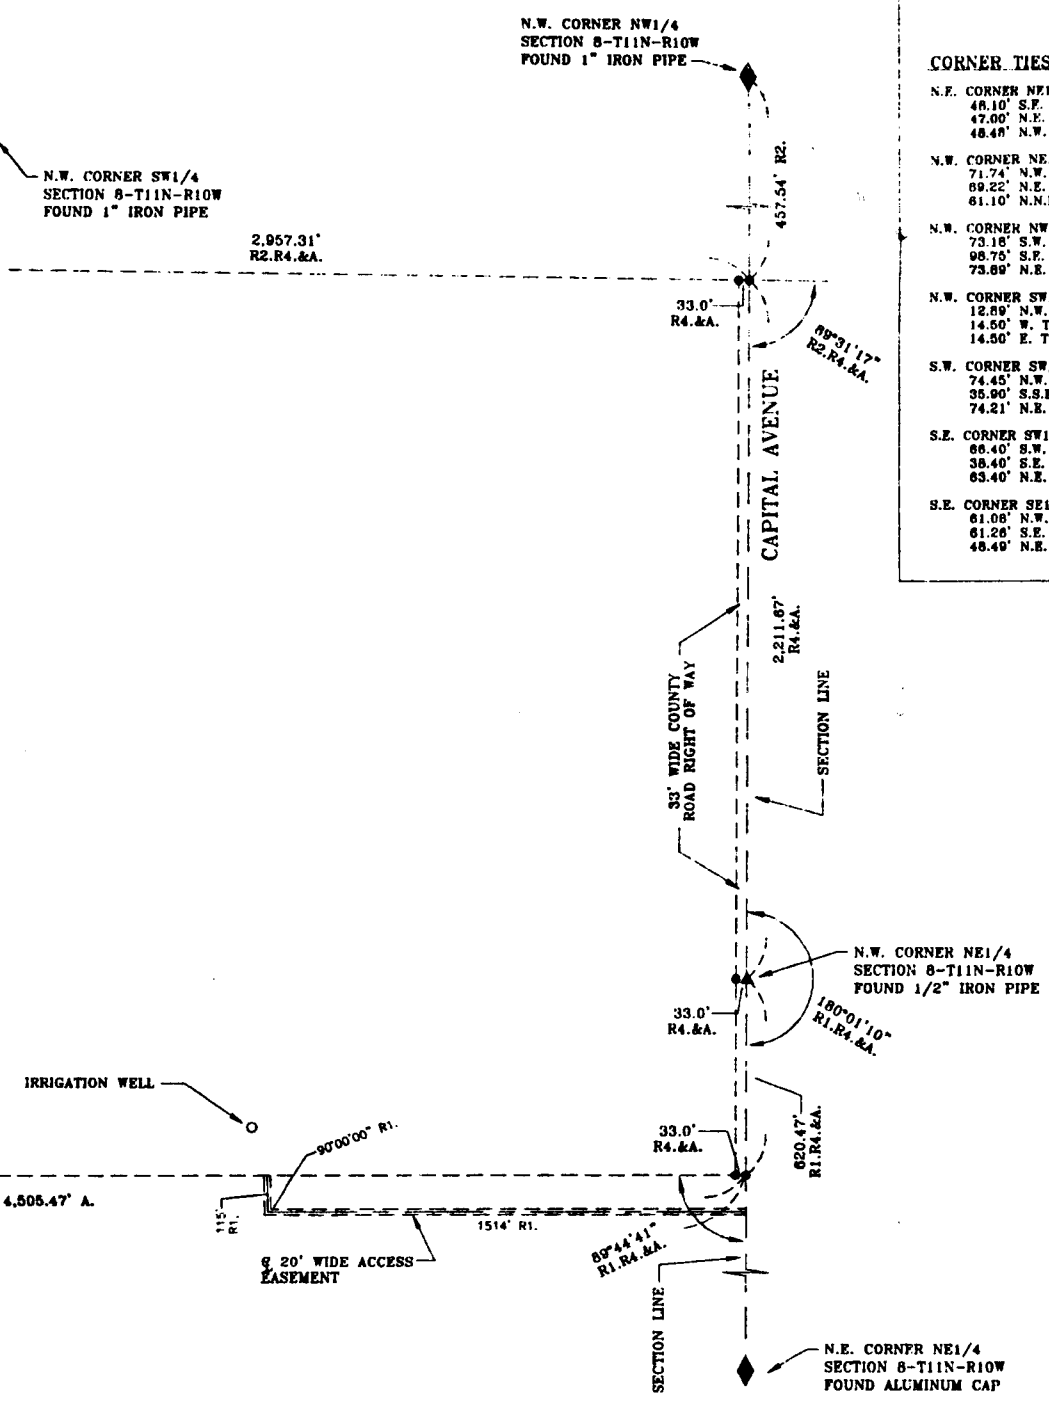 N.W. CORNER NW1/4
SECTION 8-T11N-R10W
FOUND 1" IRON PIPE
N.W. CORNER SW1/4
SECTION 8-T11N-R10W
FOUND 1" IRON PIPE
457.54' R2.
2,957.31'
R2.R4.&A.
33.0'
R4.&A.
89°31'17"
R2.R4.&A.
CAPITAL AVENUE
2,211.67'
R4.&A.
33' WIDE COUNTY
ROAD RIGHT OF WAY
SECTION LINE
N.W. CORNER NE1/4
SECTION 8-T11N-R10W
FOUND 1/2" IRON PIPE
33.0'
R4.&A.
180°01'10"
R1.R4.&A.
IRRIGATION WELL
90°00'00" R1.
33.0'
R4.&A.
620.47'
R1.R4.&A.
4,505.47' A.
115'
R1.
1514' R1.
℄ 20' WIDE ACCESS
EASEMENT
89°44'41"
R1.R4.&A.
SECTION LINE
N.E. CORNER NE1/4
SECTION 8-T11N-R10W
FOUND ALUMINUM CAP
CORNER TIES
N.E. CORNER NE1
46.10' S.E.
47.00' N.E.
48.48' N.W.
N.W. CORNER NE
71.74' N.W.
69.22' N.E.
61.10' N.N.
N.W. CORNER NW
73.18' S.W.
98.75' S.E.
73.69' N.E.
N.W. CORNER SW
12.89' N.W.
14.50' W. T
14.50' E. T
S.W. CORNER SW
74.45' N.W.
35.90' S.S.E
74.21' N.E.
S.E. CORNER SW1
66.40' S.W.
38.40' S.E.
63.40' N.E.
S.E. CORNER SE1
61.08' N.W.
61.26' S.E.
48.49' N.E.